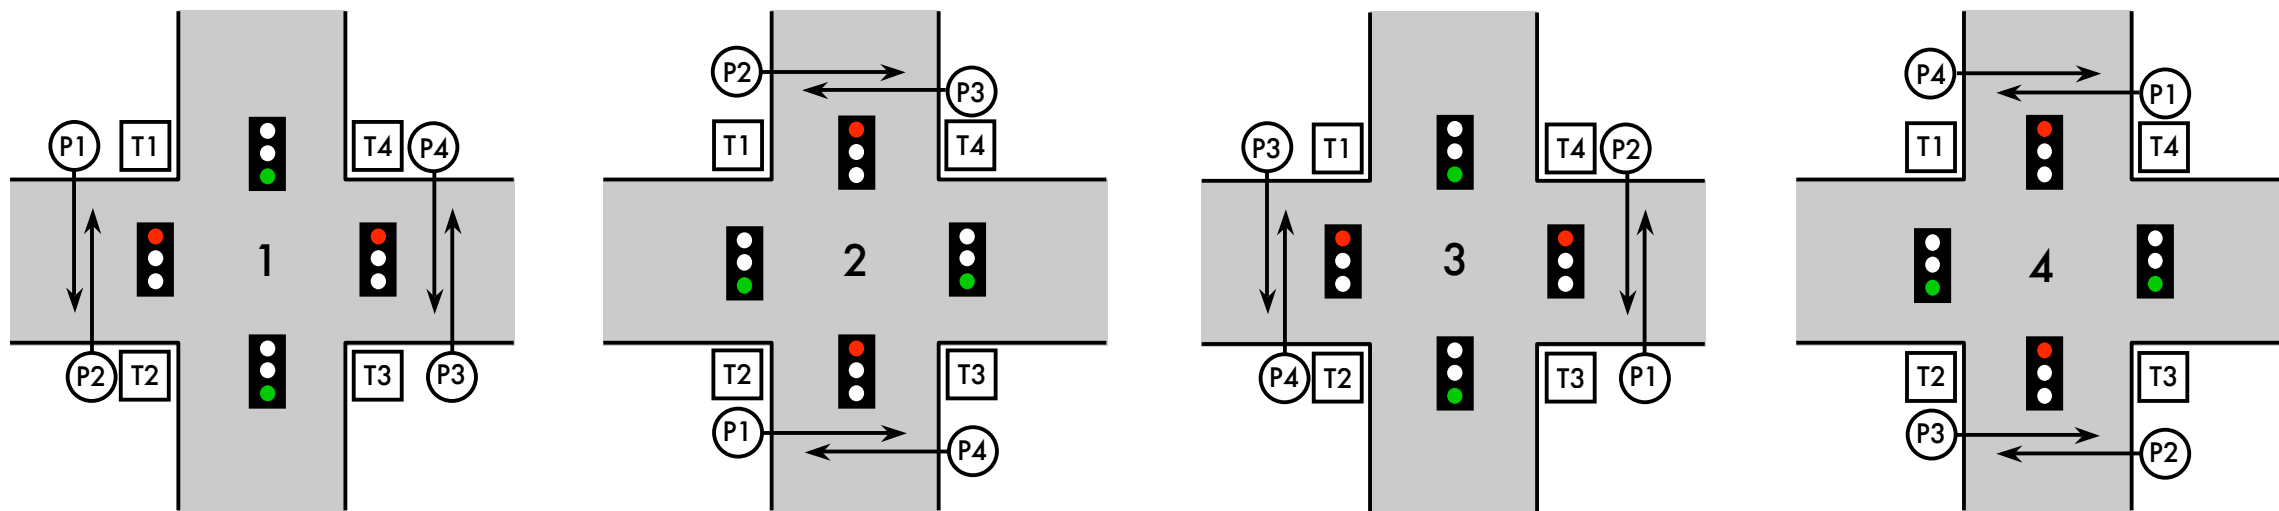 P1 T1 T4 P4
1
P2 T2 T3 P3
P2 P3
T1 T4
2
T2 T3
P1 P4
P3 T1 T4 P2
3
P4 T2 T3 P1
P4 P1
T1 T4
4
T2 T3
P3 P2